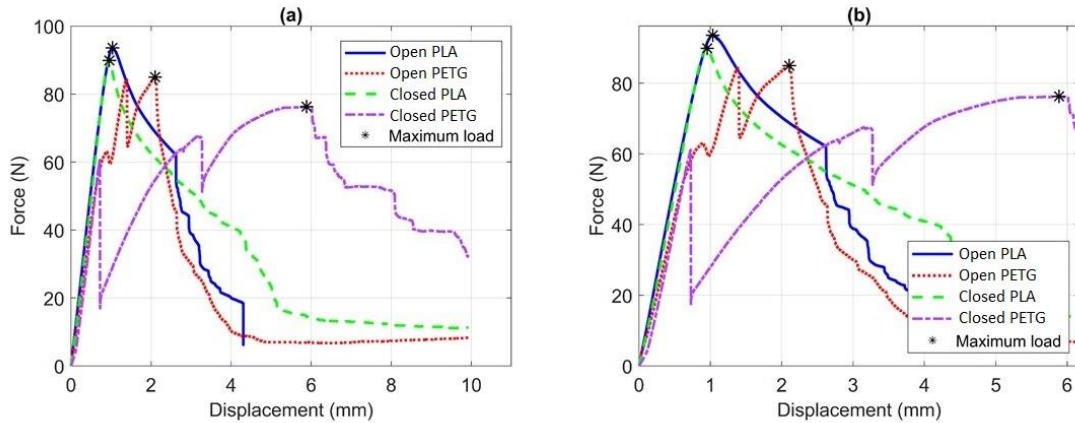 (a)
100
80
60
40
20
0
Force (N)
0 2 4 6 8 10
Displacement (mm)
Open PLA
Open PETG
Closed PLA
Closed PETG
Maximum load
(b)
80
60
40
20
0
Force (N)
0 1 2 3 4 5 6
Displacement (mm)
Open PLA
Open PETG
Closed PLA
Closed PETG
Maximum load